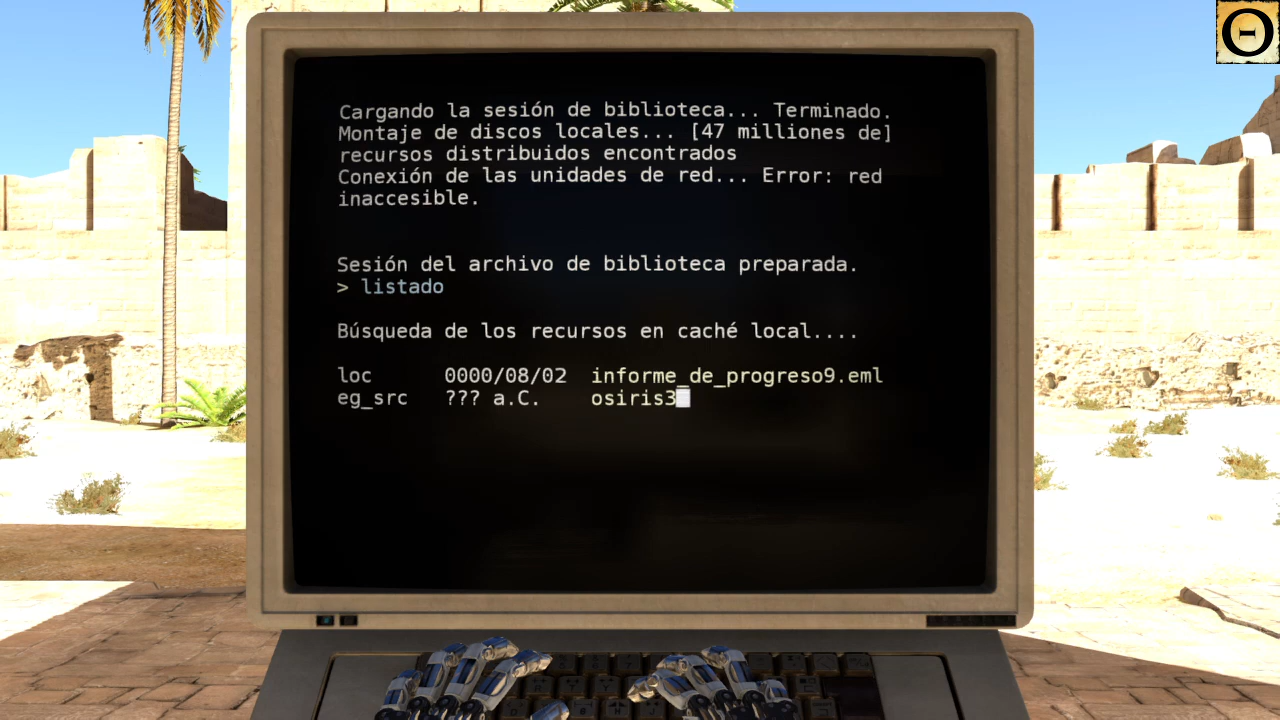 Θ
Cargando la sesión de biblioteca... Terminado.
Montaje de discos locales... [47 milliones de]
recursos distribuidos encontrados
Conexión de las unidades de red... Error: red
inaccesible.
Sesión del archivo de biblioteca preparada.
> listado
Búsqueda de los recursos en caché local....
loc 0000/08/02 informe_de_progreso9.eml
eg_src ??? a.C. osiris3